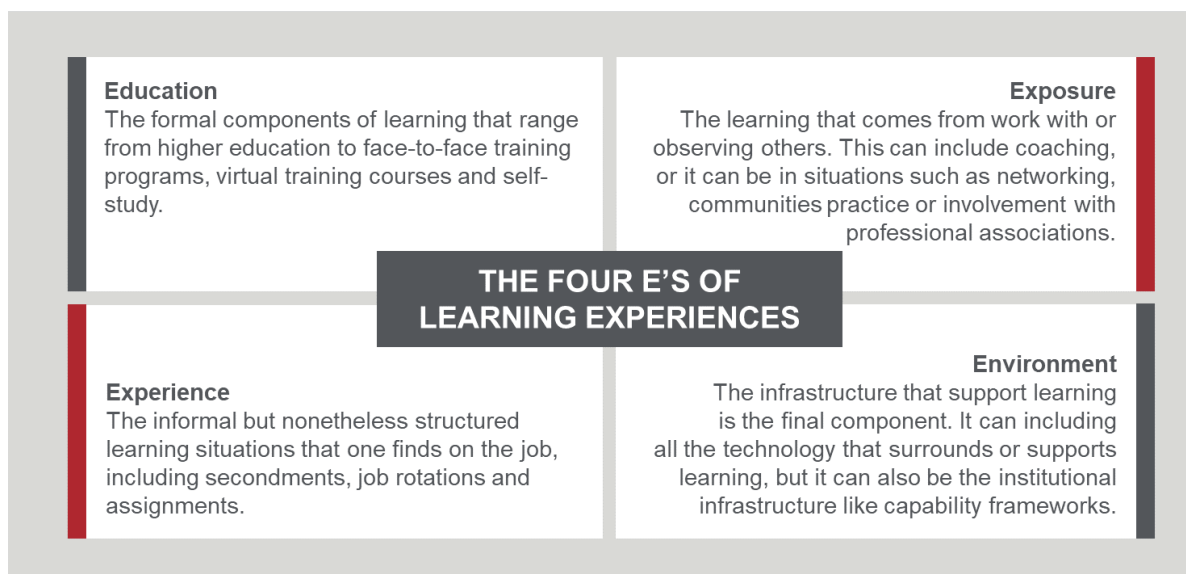 Education
The formal components of learning that range
from higher education to face-to-face training
programs, virtual training courses and self-
study.
Exposure
The learning that comes from work with or
observing others. This can include coaching,
or it can be in situations such as networking,
communities practice or involvement with
professional associations.
THE FOUR E’S OF
LEARNING EXPERIENCES
Experience
The informal but nonetheless structured
learning situations that one finds on the job,
including secondments, job rotations and
assignments.
Environment
The infrastructure that support learning
is the final component. It can including
all the technology that surrounds or supports
learning, but it can also be the institutional
infrastructure like capability frameworks.